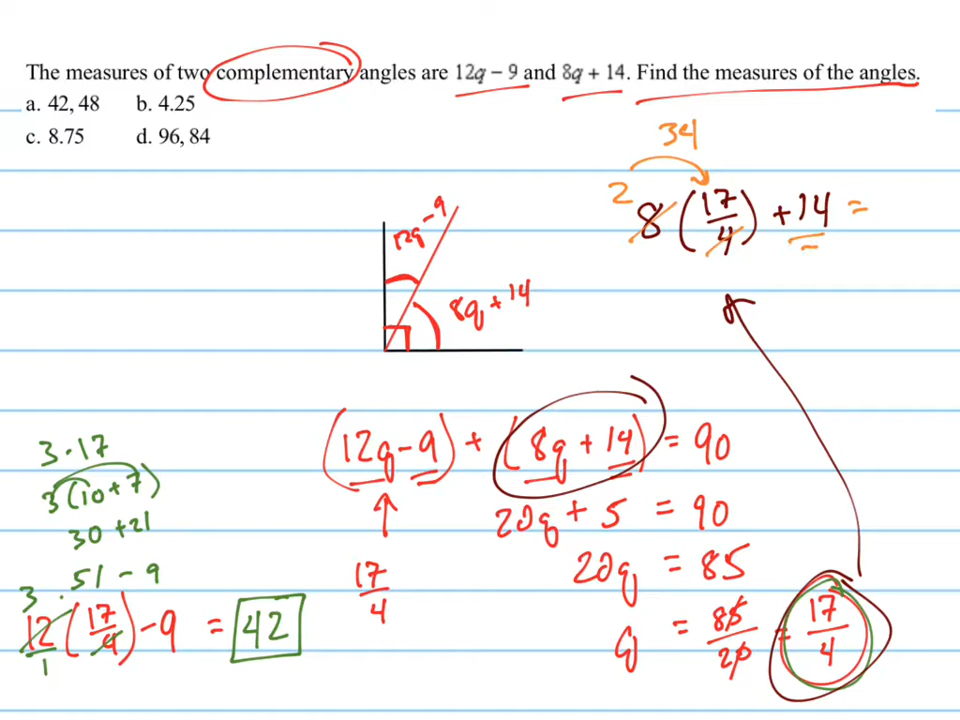 The measures of two complementary angles are 12q − 9 and 8q + 14. Find the measures of the angles.
a. 42, 48 b. 4.25
c. 8.75 d. 96, 84
34
2
8 (17/4) + 14 =
12q - 9
8q + 14
(12q - 9) + (8q + 14) = 90
20q + 5 = 90
20q = 85
q = 85/20 = 17/4
17/4
3 · 17
3(10 + 7)
30 + 21
51 - 9
3
12/1 (17/4) - 9 = 42